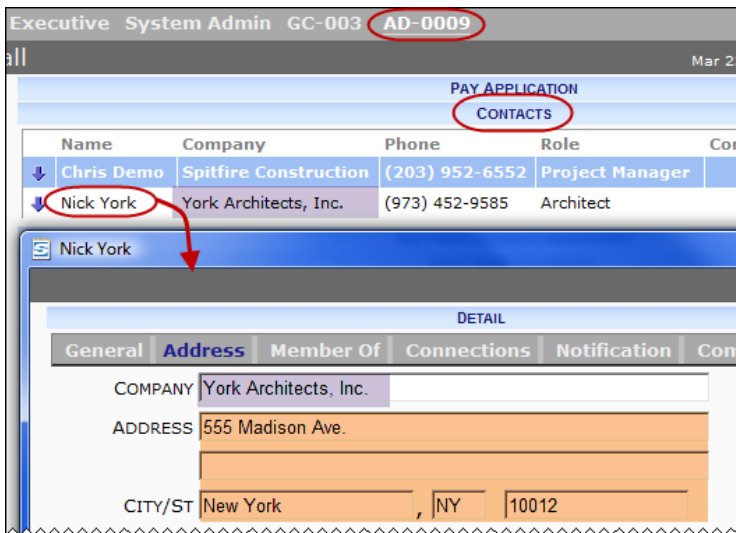 Executive System Admin GC-003 AD-0009
all Mar 2
PAY APPLICATION
CONTACTS
Name Company Phone Role Con
Chris Demo Spitfire Construction (203) 952-6552 Project Manager
Nick York York Architects, Inc. (973) 452-9585 Architect
Nick York
DETAIL
General Address Member Of Connections Notification Com
COMPANY York Architects, Inc.
ADDRESS 555 Madison Ave.
CITY/ST New York , NY 10012